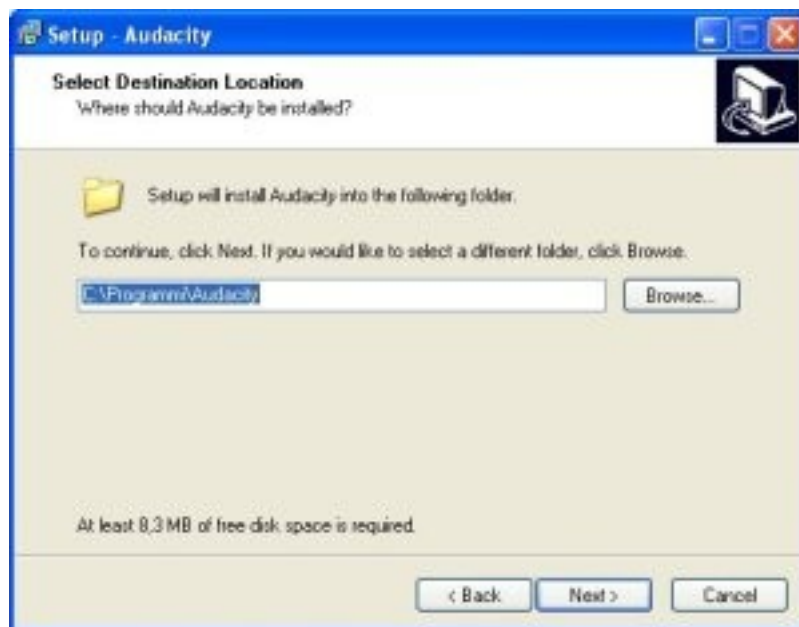 Setup - Audacity
Select Destination Location
Where should Audacity be installed?
Setup will install Audacity into the following folder.
To continue, click Next. If you would like to select a different folder, click Browse.
C:\Programmi\Audacity
Browse...
At least 8,3 MB of free disk space is required.
< Back
Next >
Cancel